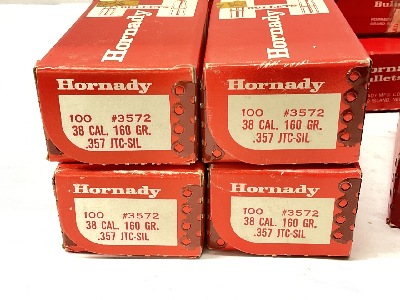 Hornady
Hornady
Hornady
100 #3572
38 CAL. 160 GR.
.357 JTC-SIL
Hornady
100 #3572
38 CAL. 160 GR.
.357 JTC-SIL
Hornady
100 #3572
38 CAL. 160 GR.
.357 JTC-SIL
Hornady
100 #3572
38 CAL. 160 GR.
.357 JTC-SIL